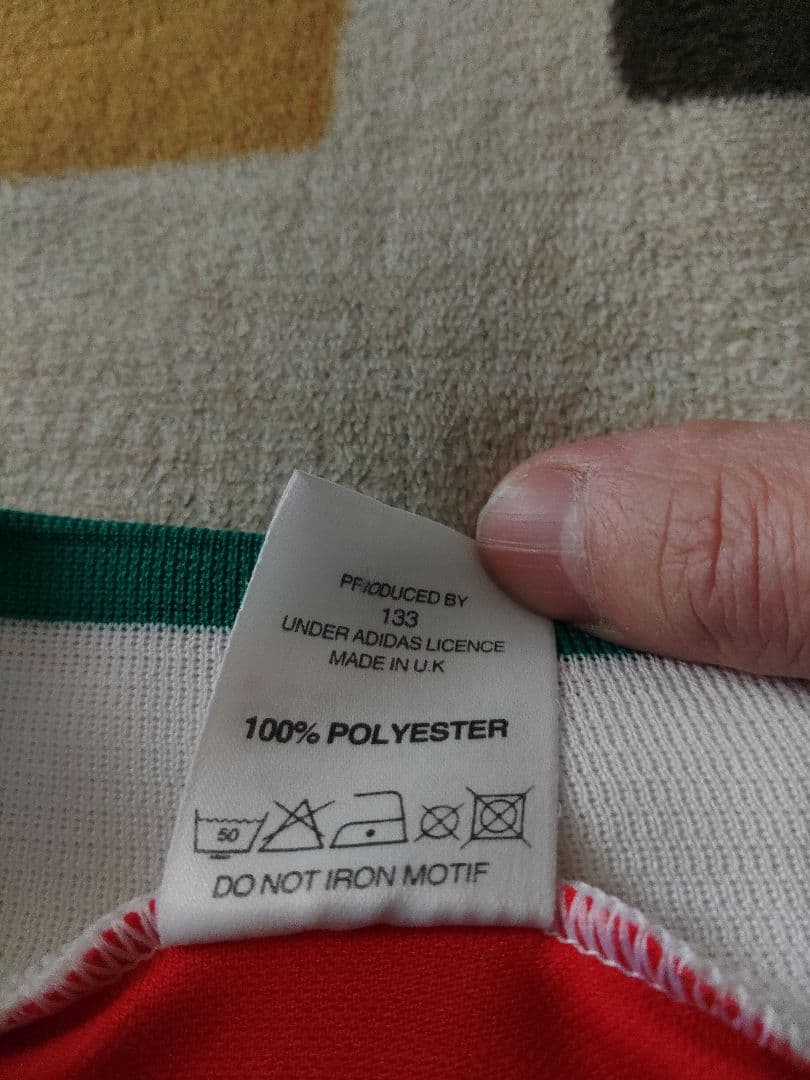 PRODUCED BY
133
UNDER ADIDAS LICENCE
MADE IN U.K
100% POLYESTER
50
DO NOT IRON MOTIF